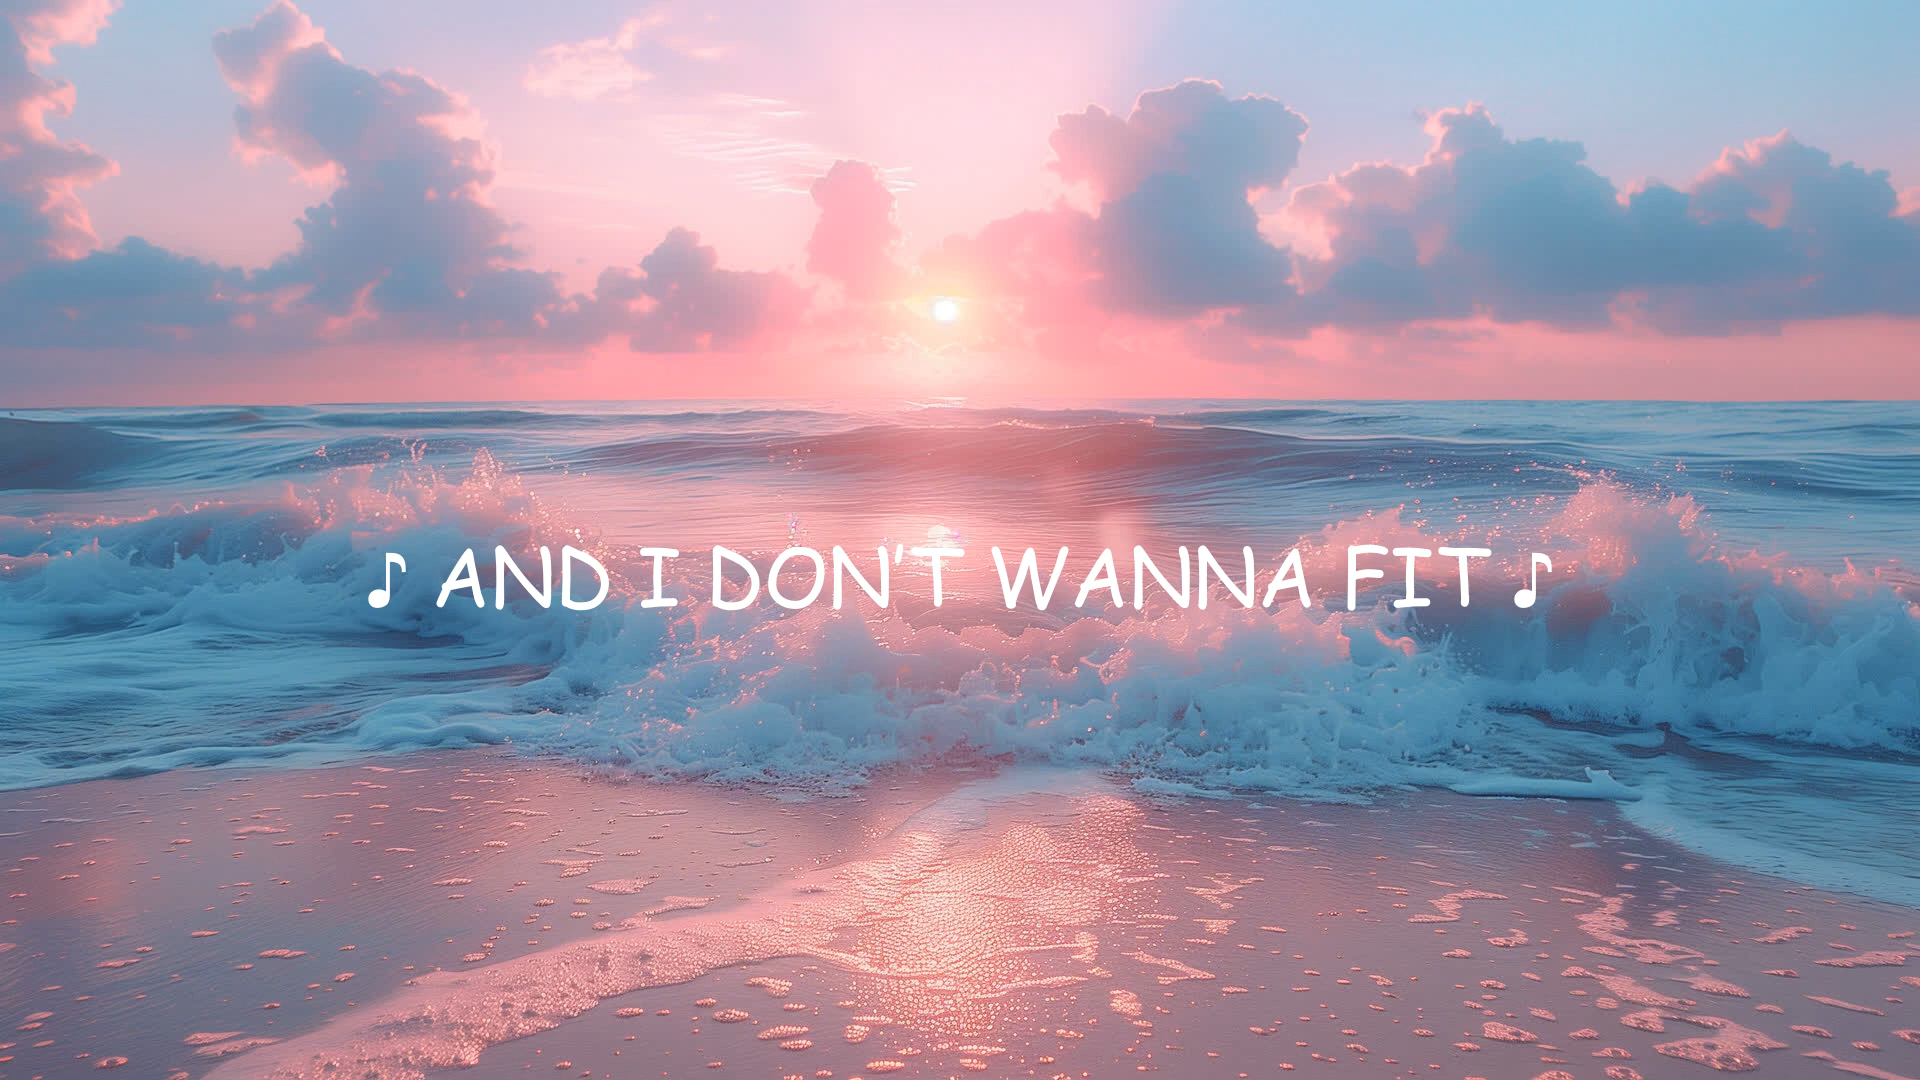 ♪ AND I DON'T WANNA FIT ♪